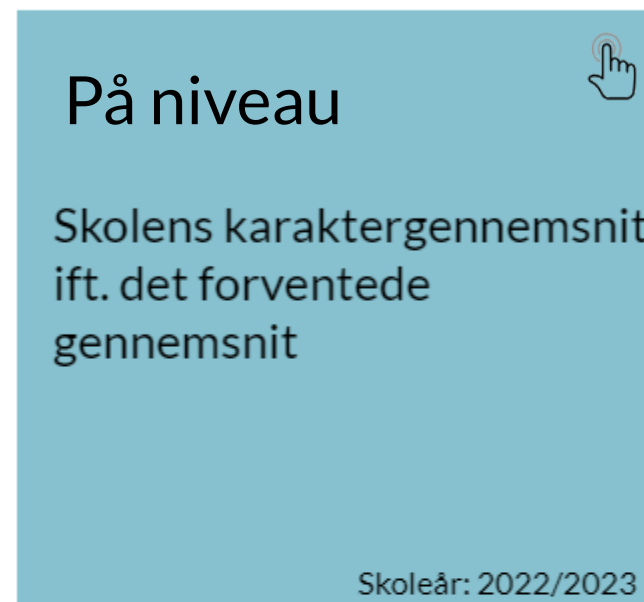 På niveau
Skolens karaktergennemsnit
ift. det forventede
gennemsnit
Skoleår: 2022/2023